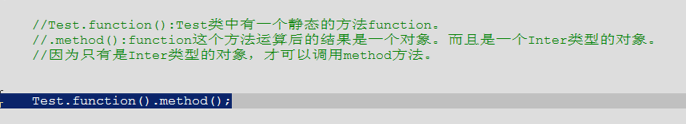 //Test.function():Test类中有一个静态的方法function。
//.method():function这个方法运算后的结果是一个对象。而且是一个Inter类型的对象。
//因为只有是Inter类型的对象，才可以调用method方法。
Test.function().method();